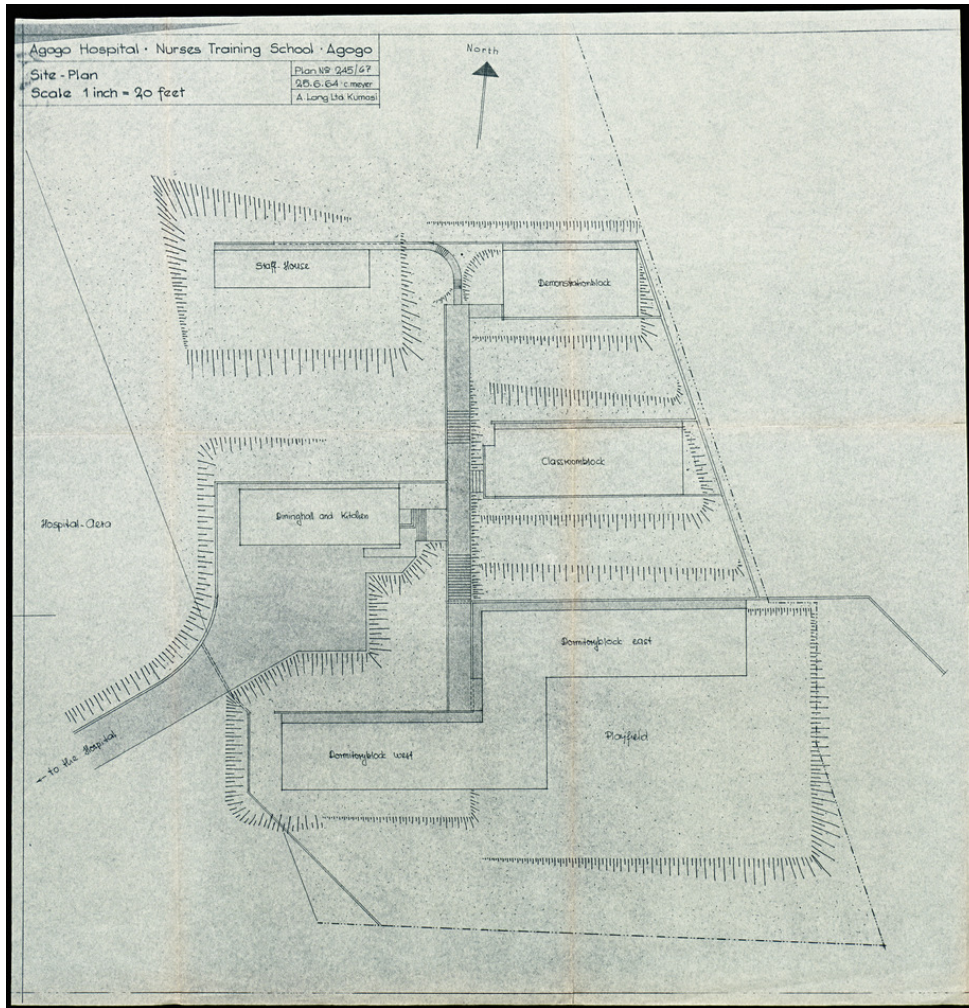 Agogo Hospital · Nurses Training School · Agogo
Site-Plan
Scale 1 inch = 20 feet
Plan No 245/67
25.6.64 c meyer
A. Lang Ltd Kumasi
North
Staff-House
Demonstrationblock
Classroomblock
Dininghall and Kitchen
Hospital-Aera
Dormitoryblock east
Playfield
Dormitoryblock west
← to the Hospital